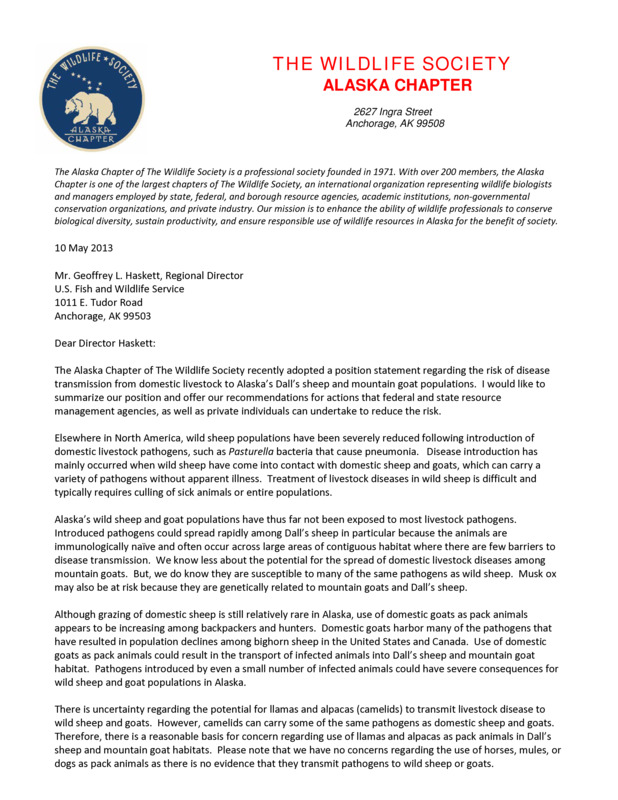 THE WILDLIFE SOCIETY
ALASKA
CHAPTER
THE WILDLIFE SOCIETY
ALASKA CHAPTER
2627 Ingra Street
Anchorage, AK 99508
The Alaska Chapter of The Wildlife Society is a professional society founded in 1971. With over 200 members, the Alaska
Chapter is one of the largest chapters of The Wildlife Society, an international organization representing wildlife biologists
and managers employed by state, federal, and borough resource agencies, academic institutions, non-governmental
conservation organizations, and private industry. Our mission is to enhance the ability of wildlife professionals to conserve
biological diversity, sustain productivity, and ensure responsible use of wildlife resources in Alaska for the benefit of society.
10 May 2013
Mr. Geoffrey L. Haskett, Regional Director
U.S. Fish and Wildlife Service
1011 E. Tudor Road
Anchorage, AK 99503
Dear Director Haskett:
The Alaska Chapter of The Wildlife Society recently adopted a position statement regarding the risk of disease
transmission from domestic livestock to Alaska's Dall's sheep and mountain goat populations.  I would like to
summarize our position and offer our recommendations for actions that federal and state resource
management agencies, as well as private individuals can undertake to reduce the risk.
Elsewhere in North America, wild sheep populations have been severely reduced following introduction of
domestic livestock pathogens, such as Pasturella bacteria that cause pneumonia.   Disease introduction has
mainly occurred when wild sheep have come into contact with domestic sheep and goats, which can carry a
variety of pathogens without apparent illness.  Treatment of livestock diseases in wild sheep is difficult and
typically requires culling of sick animals or entire populations.
Alaska's wild sheep and goat populations have thus far not been exposed to most livestock pathogens.
Introduced pathogens could spread rapidly among Dall's sheep in particular because the animals are
immunologically naïve and often occur across large areas of contiguous habitat where there are few barriers to
disease transmission.  We know less about the potential for the spread of domestic livestock diseases among
mountain goats.  But, we do know they are susceptible to many of the same pathogens as wild sheep.  Musk ox
may also be at risk because they are genetically related to mountain goats and Dall's sheep.
Although grazing of domestic sheep is still relatively rare in Alaska, use of domestic goats as pack animals
appears to be increasing among backpackers and hunters.  Domestic goats harbor many of the pathogens that
have resulted in population declines among bighorn sheep in the United States and Canada.  Use of domestic
goats as pack animals could result in the transport of infected animals into Dall's sheep and mountain goat
habitat.  Pathogens introduced by even a small number of infected animals could have severe consequences for
wild sheep and goat populations in Alaska.
There is uncertainty regarding the potential for llamas and alpacas (camelids) to transmit livestock disease to
wild sheep and goats.  However, camelids can carry some of the same pathogens as domestic sheep and goats.
Therefore, there is a reasonable basis for concern regarding use of llamas and alpacas as pack animals in Dall's
sheep and mountain goat habitats.  Please note that we have no concerns regarding the use of horses, mules, or
dogs as pack animals as there is no evidence that they transmit pathogens to wild sheep or goats.